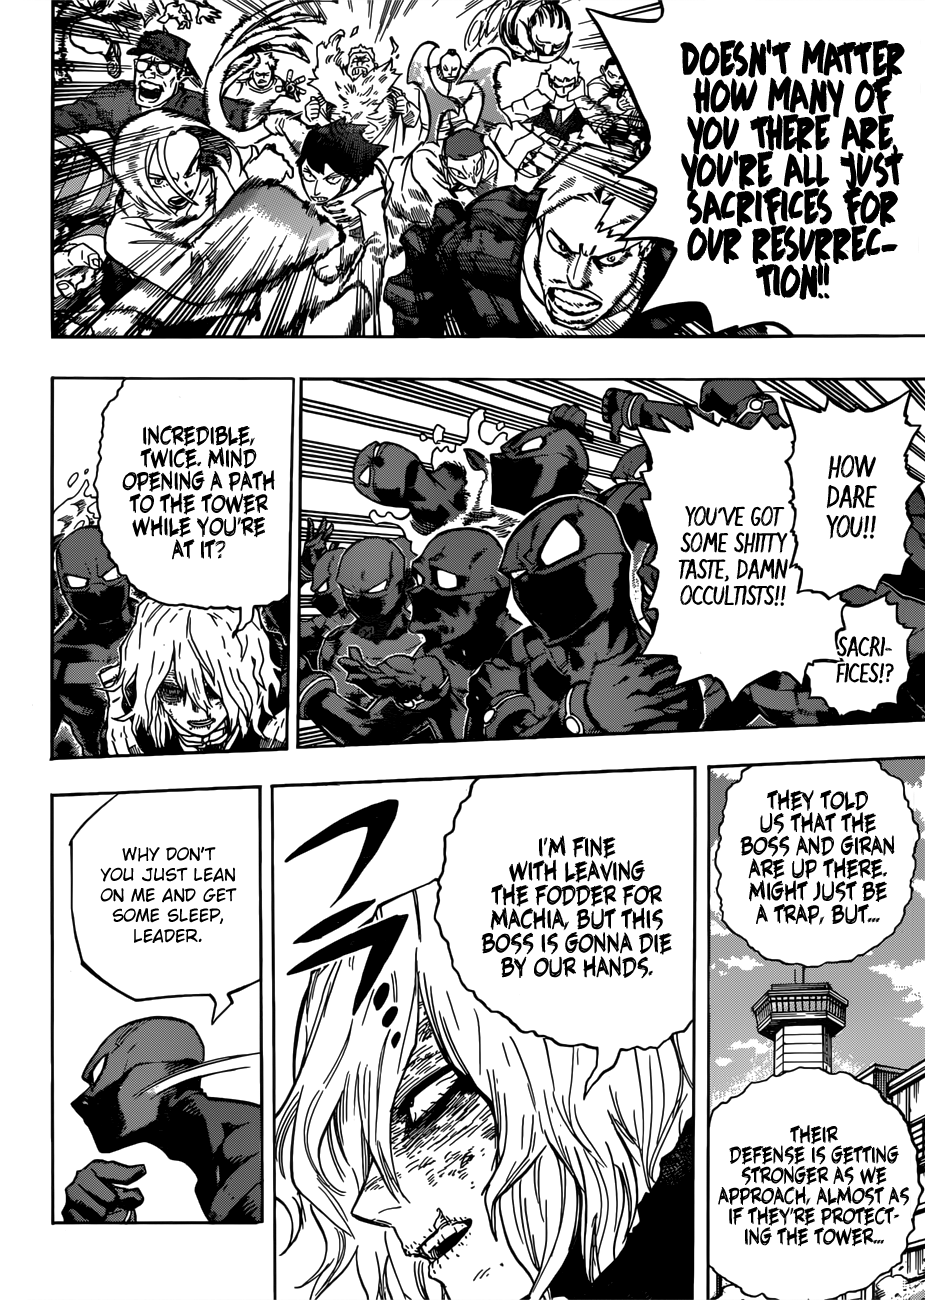 DOESN'T MATTER
HOW MANY OF
YOU THERE ARE,
YOU'RE ALL JUST
SACRIFICES FOR
OUR RESURREC-
TION!!
HOW
DARE
YOU!!
SACRI-
FICES!?
YOU'VE GOT
SOME SHITTY
TASTE, DAMN
OCCULTISTS!!
INCREDIBLE,
TWICE. MIND
OPENING A PATH
TO THE TOWER
WHILE YOU'RE
AT IT?
THEY TOLD
US THAT THE
BOSS AND GIRAN
ARE UP THERE.
MIGHT JUST BE
A TRAP, BUT...
THEIR
DEFENSE IS GETTING
STRONGER AS WE
APPROACH, ALMOST AS
IF THEY'RE PROTECT-
ING THE TOWER...
I'M FINE
WITH LEAVING
THE FODDER FOR
MACHIA, BUT THIS
BOSS IS GONNA DIE
BY OUR HANDS.
WHY DON'T
YOU JUST LEAN
ON ME AND GET
SOME SLEEP,
LEADER.